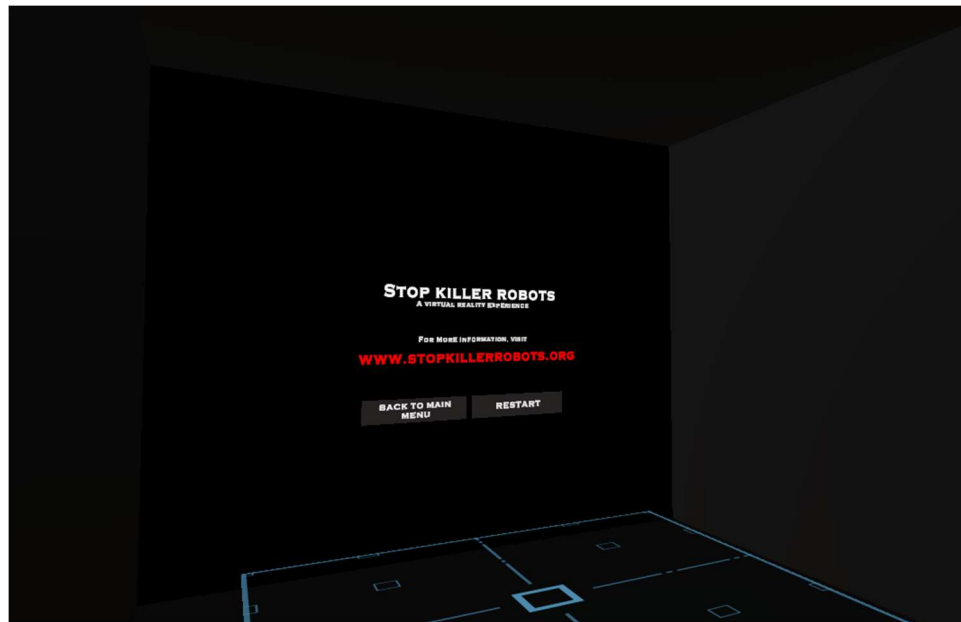 STOP KILLER ROBOTS
A VIRTUAL REALITY EXPERIENCE
FOR MORE INFORMATION, VISIT
WWW.STOPKILLERROBOTS.ORG
BACK TO MAIN
MENU
RESTART